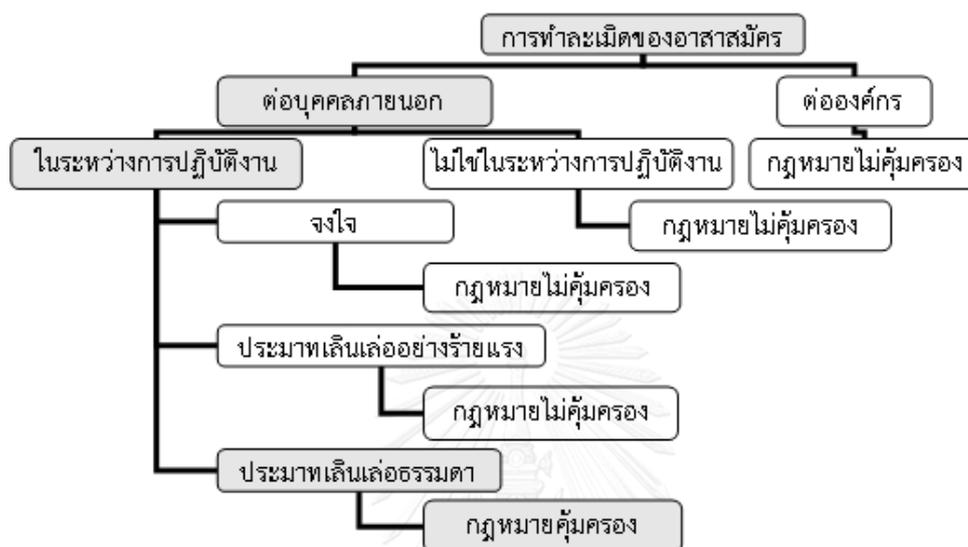 การทำละเมิดของอาสาสมัคร
ต่อบุคคลภายนอก
ต่อองค์กร
ในระหว่างการปฏิบัติงาน
ไม่ใช่ในระหว่างการปฏิบัติงาน
กฎหมายไม่คุ้มครอง
จงใจ
กฎหมายไม่คุ้มครอง
กฎหมายไม่คุ้มครอง
ประมาทเลินเล่ออย่างร้ายแรง
กฎหมายไม่คุ้มครอง
ประมาทเลินเล่อธรรมดา
กฎหมายคุ้มครอง